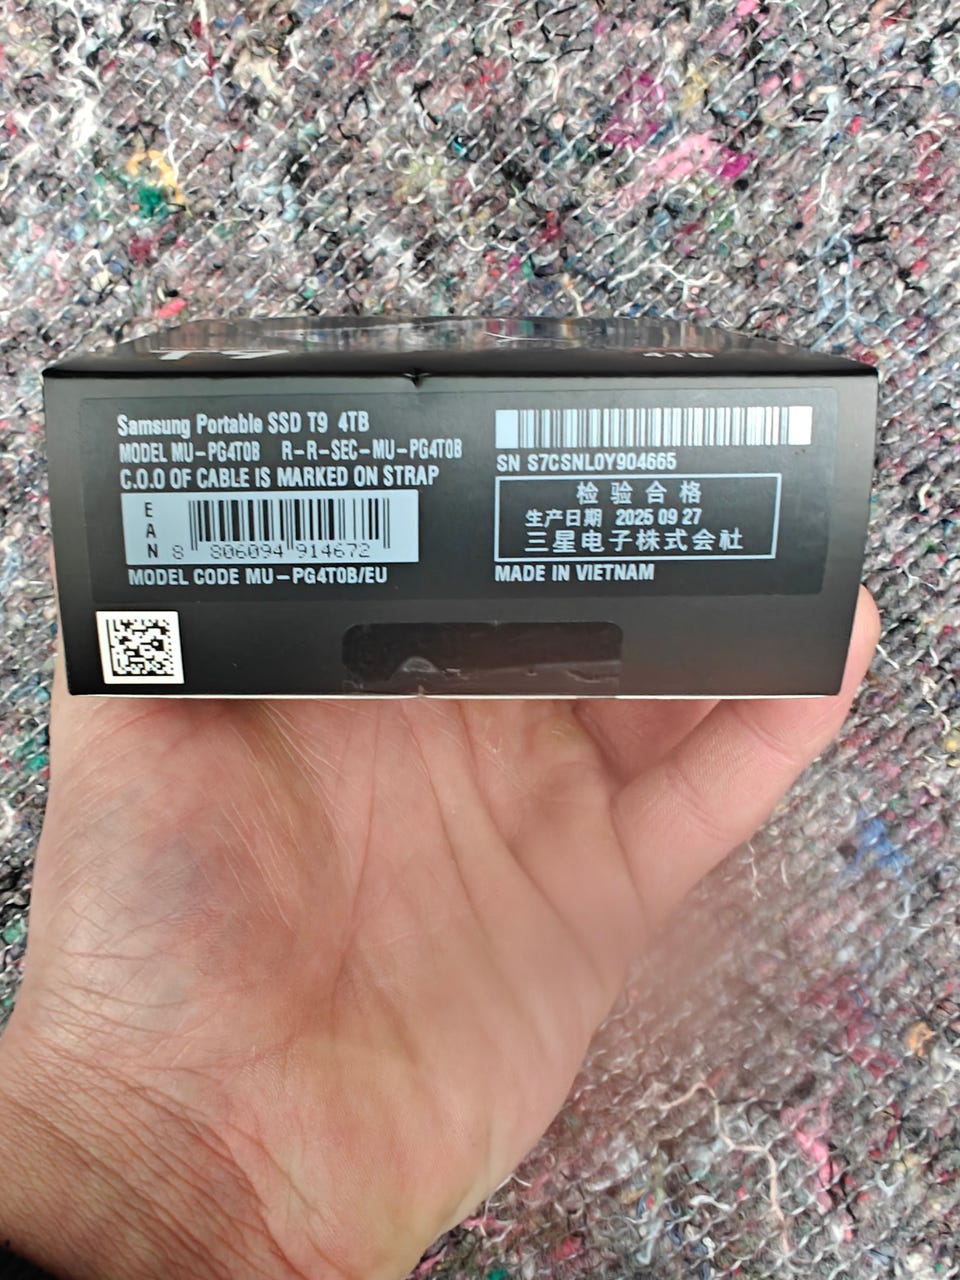 T9
4TB
Samsung Portable SSD T9 4TB
MODEL MU-PG4T0B R-R-SEC-MU-PG4T0B
C.O.O OF CABLE IS MARKED ON STRAP
EAN
8 806094 914672
MODEL CODE MU-PG4T0B/EU
SN S7CSNL0Y904665
检验合格
生产日期 2025 09 27
三星电子株式会社
MADE IN VIETNAM